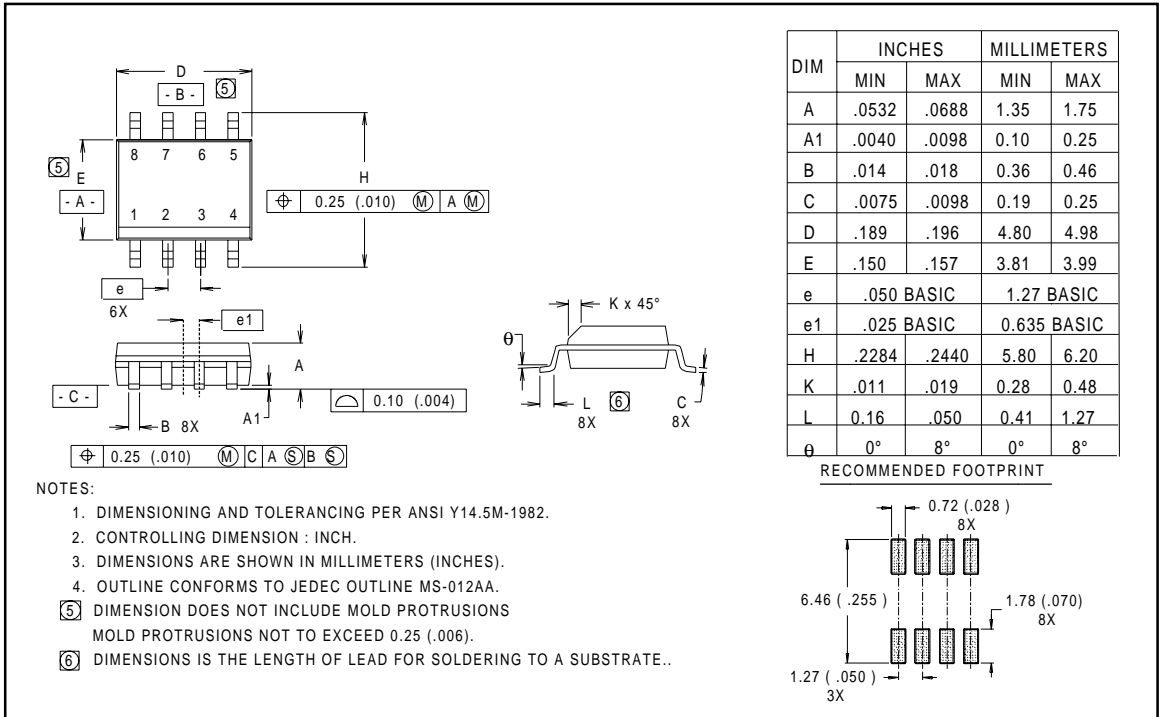 D
- B -
5
8 7 6 5
5
E
- A -
H
0.25 (.010) M A M
1 2 3 4
e
6X
e1
K x 45°
θ
A
- C -
A1
0.10 (.004)
L
8X
6
C
8X
B 8X
0.25 (.010) M C A S B S
DIM INCHES MILLIMETERS
MIN MAX MIN MAX
A .0532 .0688 1.35 1.75
A1 .0040 .0098 0.10 0.25
B .014 .018 0.36 0.46
C .0075 .0098 0.19 0.25
D .189 .196 4.80 4.98
E .150 .157 3.81 3.99
e .050 BASIC 1.27 BASIC
e1 .025 BASIC 0.635 BASIC
H .2284 .2440 5.80 6.20
K .011 .019 0.28 0.48
L 0.16 .050 0.41 1.27
θ 0° 8° 0° 8°
NOTES:
1. DIMENSIONING AND TOLERANCING PER ANSI Y14.5M-1982.
2. CONTROLLING DIMENSION : INCH.
3. DIMENSIONS ARE SHOWN IN MILLIMETERS (INCHES).
4. OUTLINE CONFORMS TO JEDEC OUTLINE MS-012AA.
5 DIMENSION DOES NOT INCLUDE MOLD PROTRUSIONS
MOLD PROTRUSIONS NOT TO EXCEED 0.25 (.006).
6 DIMENSIONS IS THE LENGTH OF LEAD FOR SOLDERING TO A SUBSTRATE..
RECOMMENDED FOOTPRINT
0.72 (.028 )
8X
6.46 ( .255 )
1.78 (.070)
8X
1.27 ( .050 )
3X